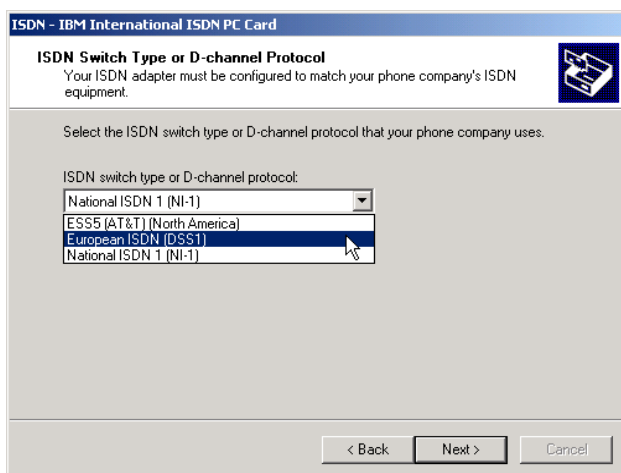 ISDN - IBM International ISDN PC Card
ISDN Switch Type or D-channel Protocol
Your ISDN adapter must be configured to match your phone company's ISDN
equipment.
Select the ISDN switch type or D-channel protocol that your phone company uses.
ISDN switch type or D-channel protocol:
National ISDN 1 (NI-1)
ESS5 (AT&T) (North America)
European ISDN (DSS1)
National ISDN 1 (NI-1)
< Back
Next >
Cancel